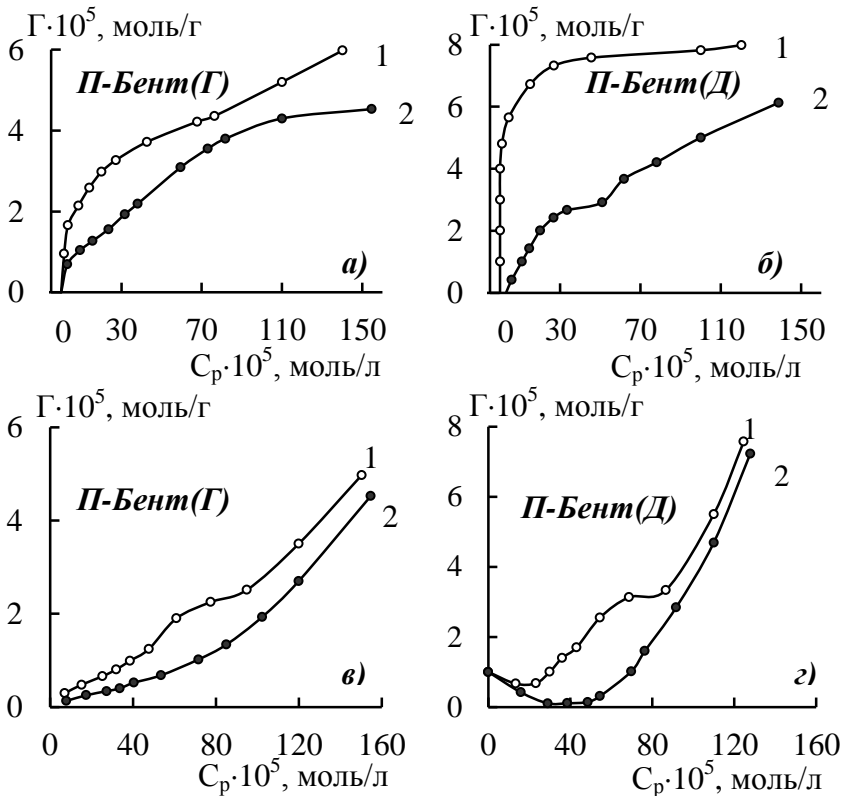 Г·10⁵, моль/г
6
4
2
0
П-Бент(Г)
1
2
а)
0 30 70 110 150
Cр·10⁵, моль/л
Г·10⁵, моль/г
8
6
4
2
0
П-Бент(Д)
1
2
б)
0 30 70 110 150
Cр·10⁵, моль/л
Г·10⁵, моль/г
6
4
2
0
П-Бент(Г)
1
2
в)
0 40 80 120 160
Cр·10⁵, моль/л
Г·10⁵, моль/г
8
6
4
2
0
П-Бент(Д)
1
2
г)
0 40 80 120 160
Cр·10⁵, моль/л